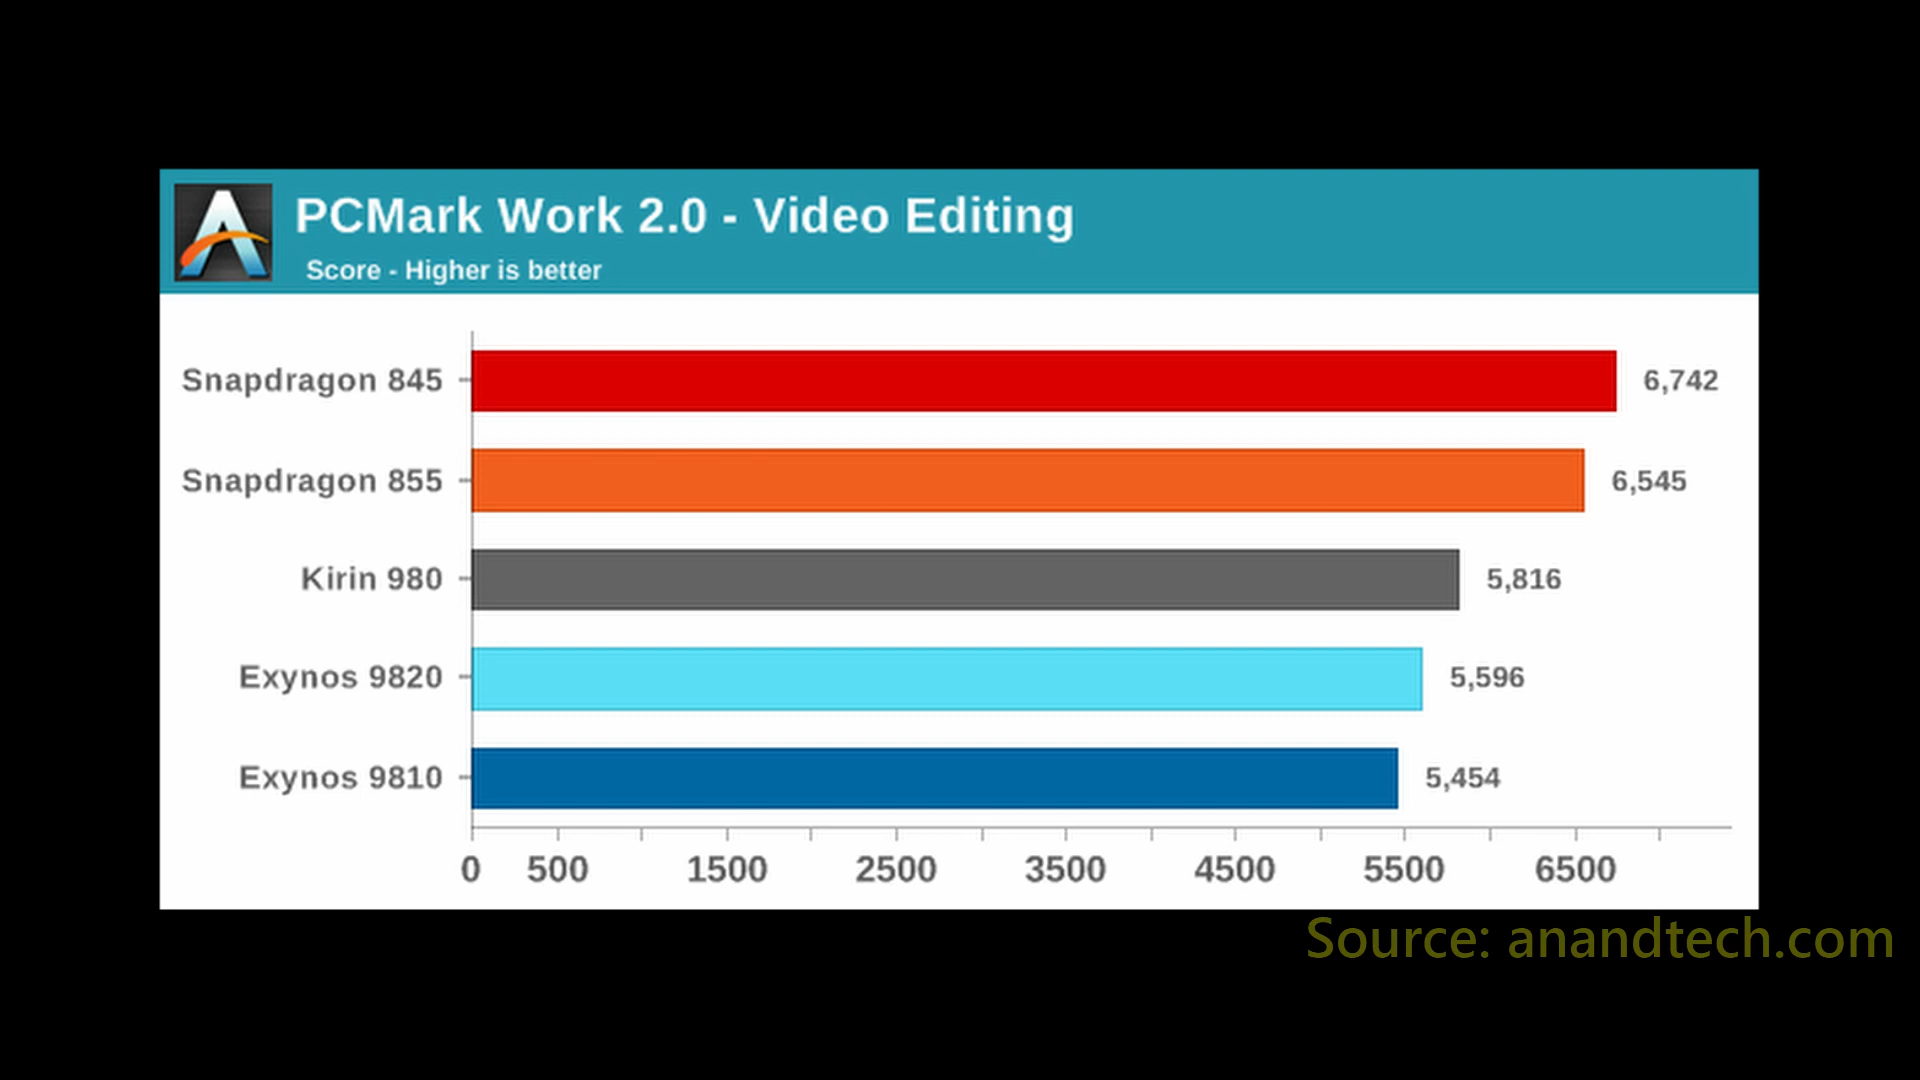 PCMark Work 2.0 - Video Editing
Score - Higher is better
Snapdragon 845 6,742
Snapdragon 855 6,545
Kirin 980 5,816
Exynos 9820 5,596
Exynos 9810 5,454
0 500 1500 2500 3500 4500 5500 6500
Source: anandtech.com